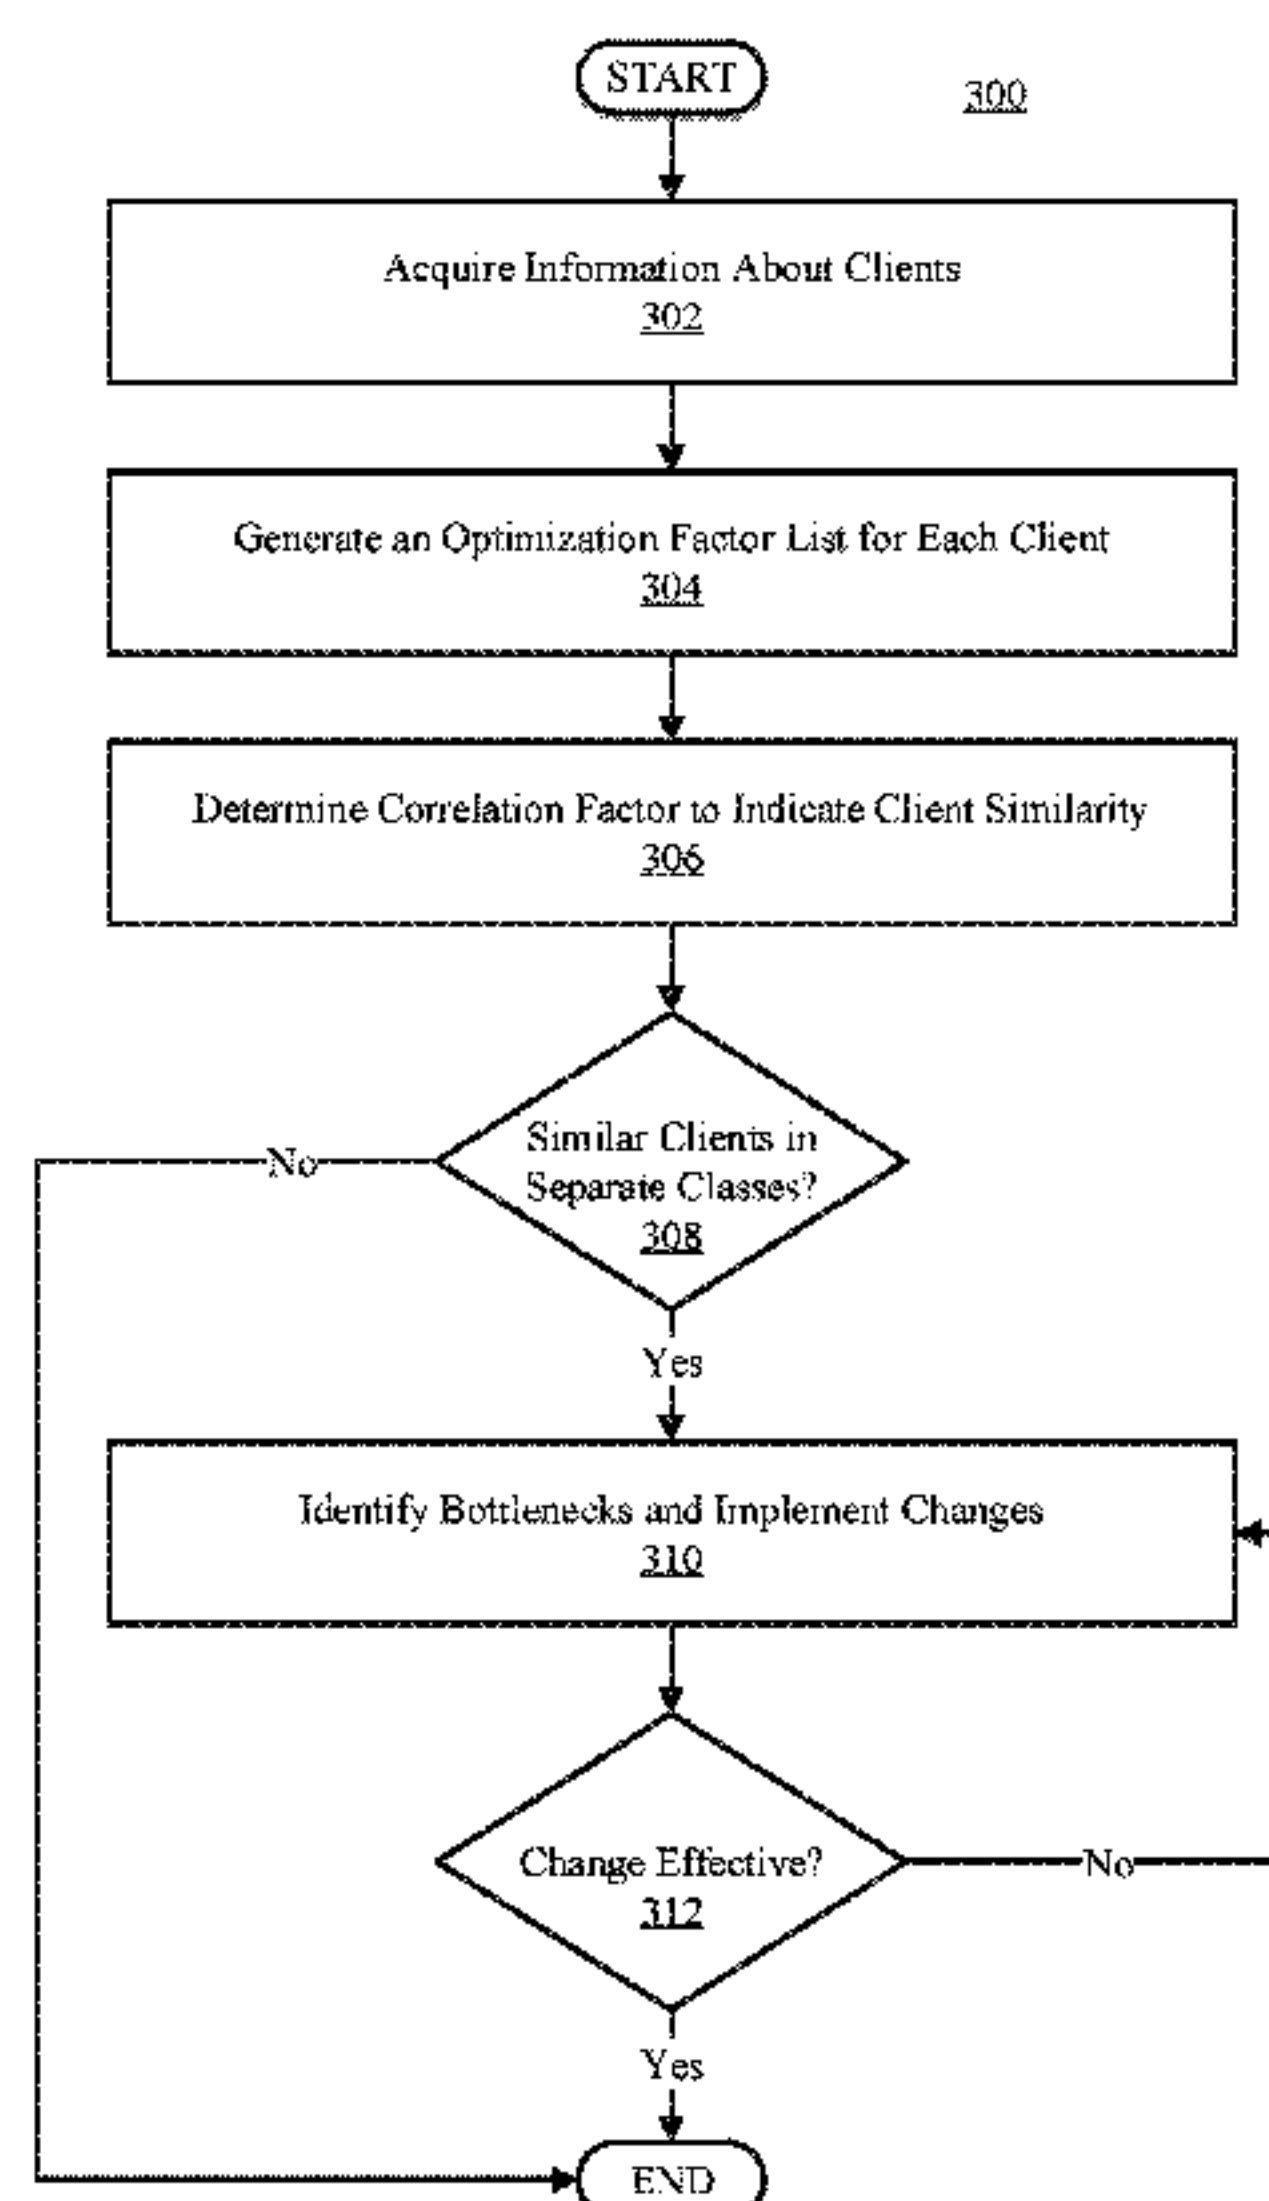 START
300
Acquire Information About Clients
302
Generate an Optimization Factor List for Each Client
304
Determine Correlation Factor to Indicate Client Similarity
306
Similar Clients in
Separate Classes?
308
No
Yes
Identify Bottlenecks and Implement Changes
310
Change Effective?
312
No
Yes
END